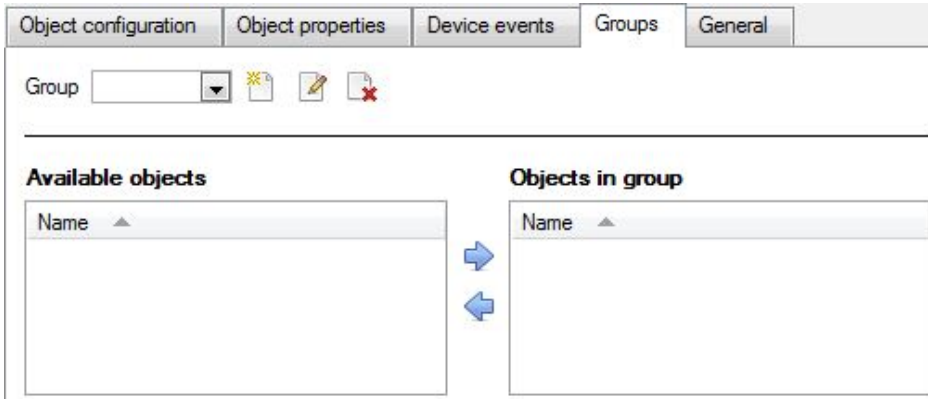 Object configuration Object properties Device events Groups General
Group
Available objects Objects in group
Name Name